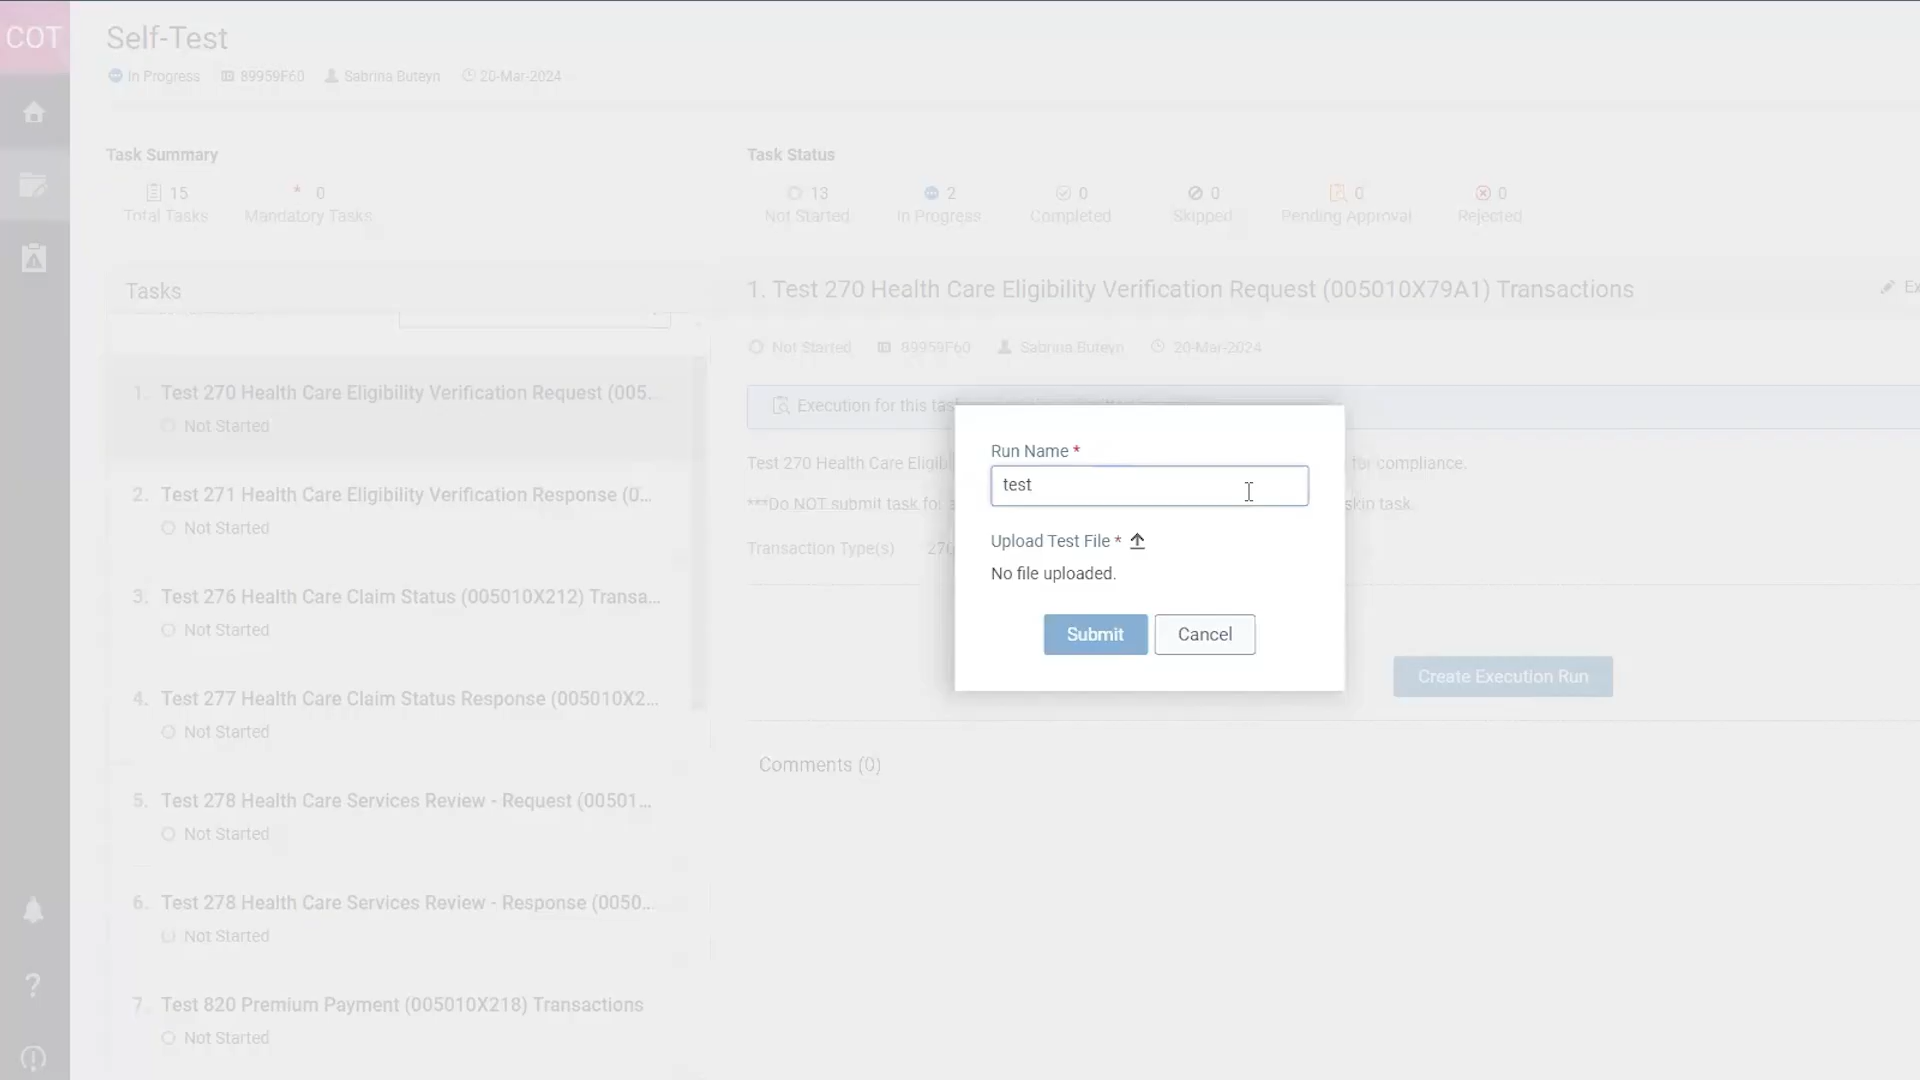 COT
Self-Test
In Progress 89959F60 Sabrina Buteyn 20-Mar-2024
Task Summary
15
Total Tasks
* 0
Mandatory Tasks
Task Status
13
Not Started
2
In Progress
0
Completed
0
Skipped
0
Pending Approval
0
Rejected
Tasks
1. Test 270 Health Care Eligibility Verification Request (005...
Not Started
2. Test 271 Health Care Eligibility Verification Response (0...
Not Started
3. Test 276 Health Care Claim Status (005010X212) Transa...
Not Started
4. Test 277 Health Care Claim Status Response (005010X2...
Not Started
5. Test 278 Health Care Services Review - Request (00501...
Not Started
6. Test 278 Health Care Services Review - Response (0050...
Not Started
7. Test 820 Premium Payment (005010X218) Transactions
Not Started
1. Test 270 Health Care Eligibility Verification Request (005010X79A1) Transactions
Ex
Not Started 89959F60 Sabrina Buteyn 20-Mar-2024
Execution for this tas
Test 270 Health Care Eligibi for compliance.
***Do NOT submit task for skin task.
Transaction Type(s) 270
Run Name *
test
Upload Test File *
No file uploaded.
Submit Cancel
Create Execution Run
Comments (0)